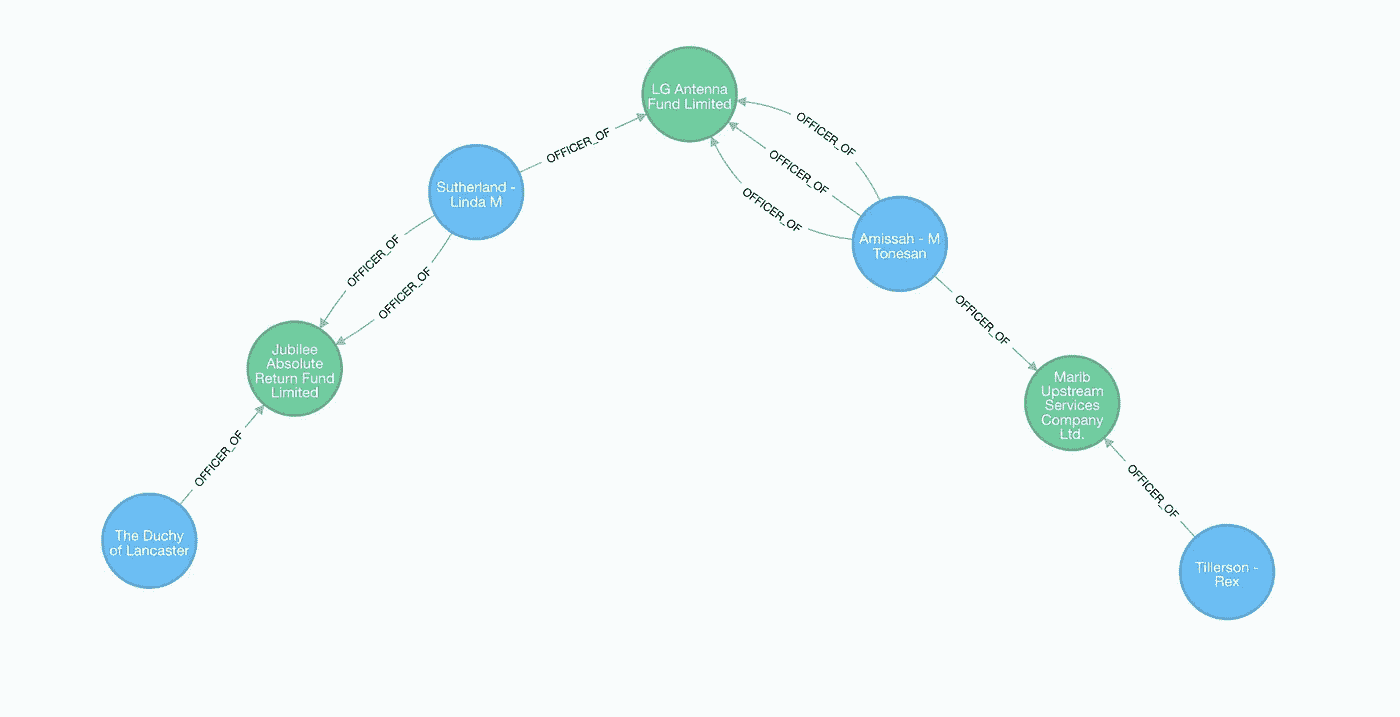 LG Antenna
Fund Limited
OFFICER_OF
OFFICER_OF
OFFICER_OF
OFFICER_OF
Sutherland -
Linda M
Amissah - M
Tonesan
OFFICER_OF
OFFICER_OF
OFFICER_OF
Jubilee
Absolute
Return Fund
Limited
Marib
Upstream
Services
Company
Ltd.
OFFICER_OF
OFFICER_OF
The Duchy
of Lancaster
Tillerson -
Rex